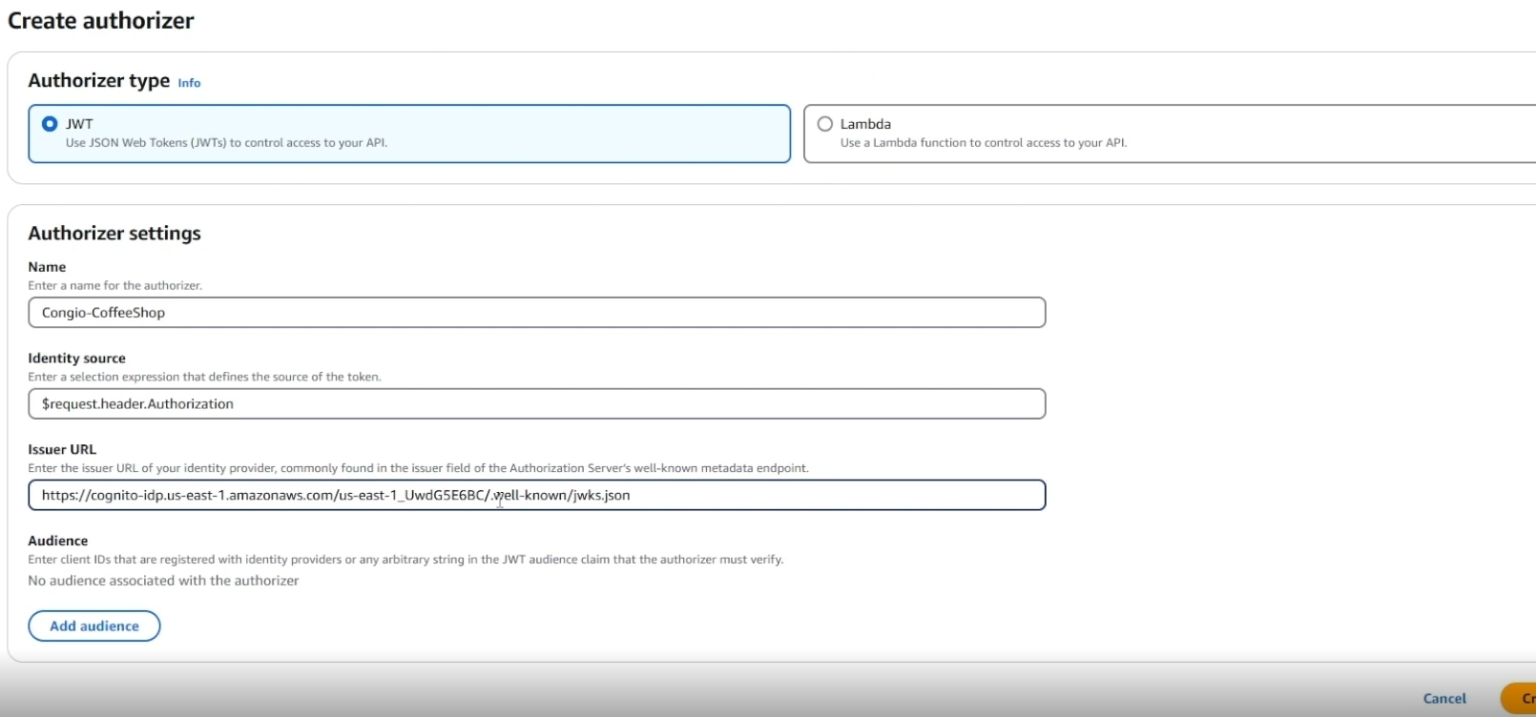 Create authorizer
Authorizer type Info
JWT
Use JSON Web Tokens (JWTs) to control access to your API.
Lambda
Use a Lambda function to control access to your API.
Authorizer settings
Name
Enter a name for the authorizer.
Congio-CoffeeShop
Identity source
Enter a selection expression that defines the source of the token.
$request.header.Authorization
Issuer URL
Enter the issuer URL of your identity provider, commonly found in the issuer field of the Authorization Server's well-known metadata endpoint.
https://cognito-idp.us-east-1.amazonaws.com/us-east-1_UwdG5E6BC/.well-known/jwks.json
Audience
Enter client IDs that are registered with identity providers or any arbitrary string in the JWT audience claim that the authorizer must verify.
No audience associated with the authorizer
Add audience
Cancel